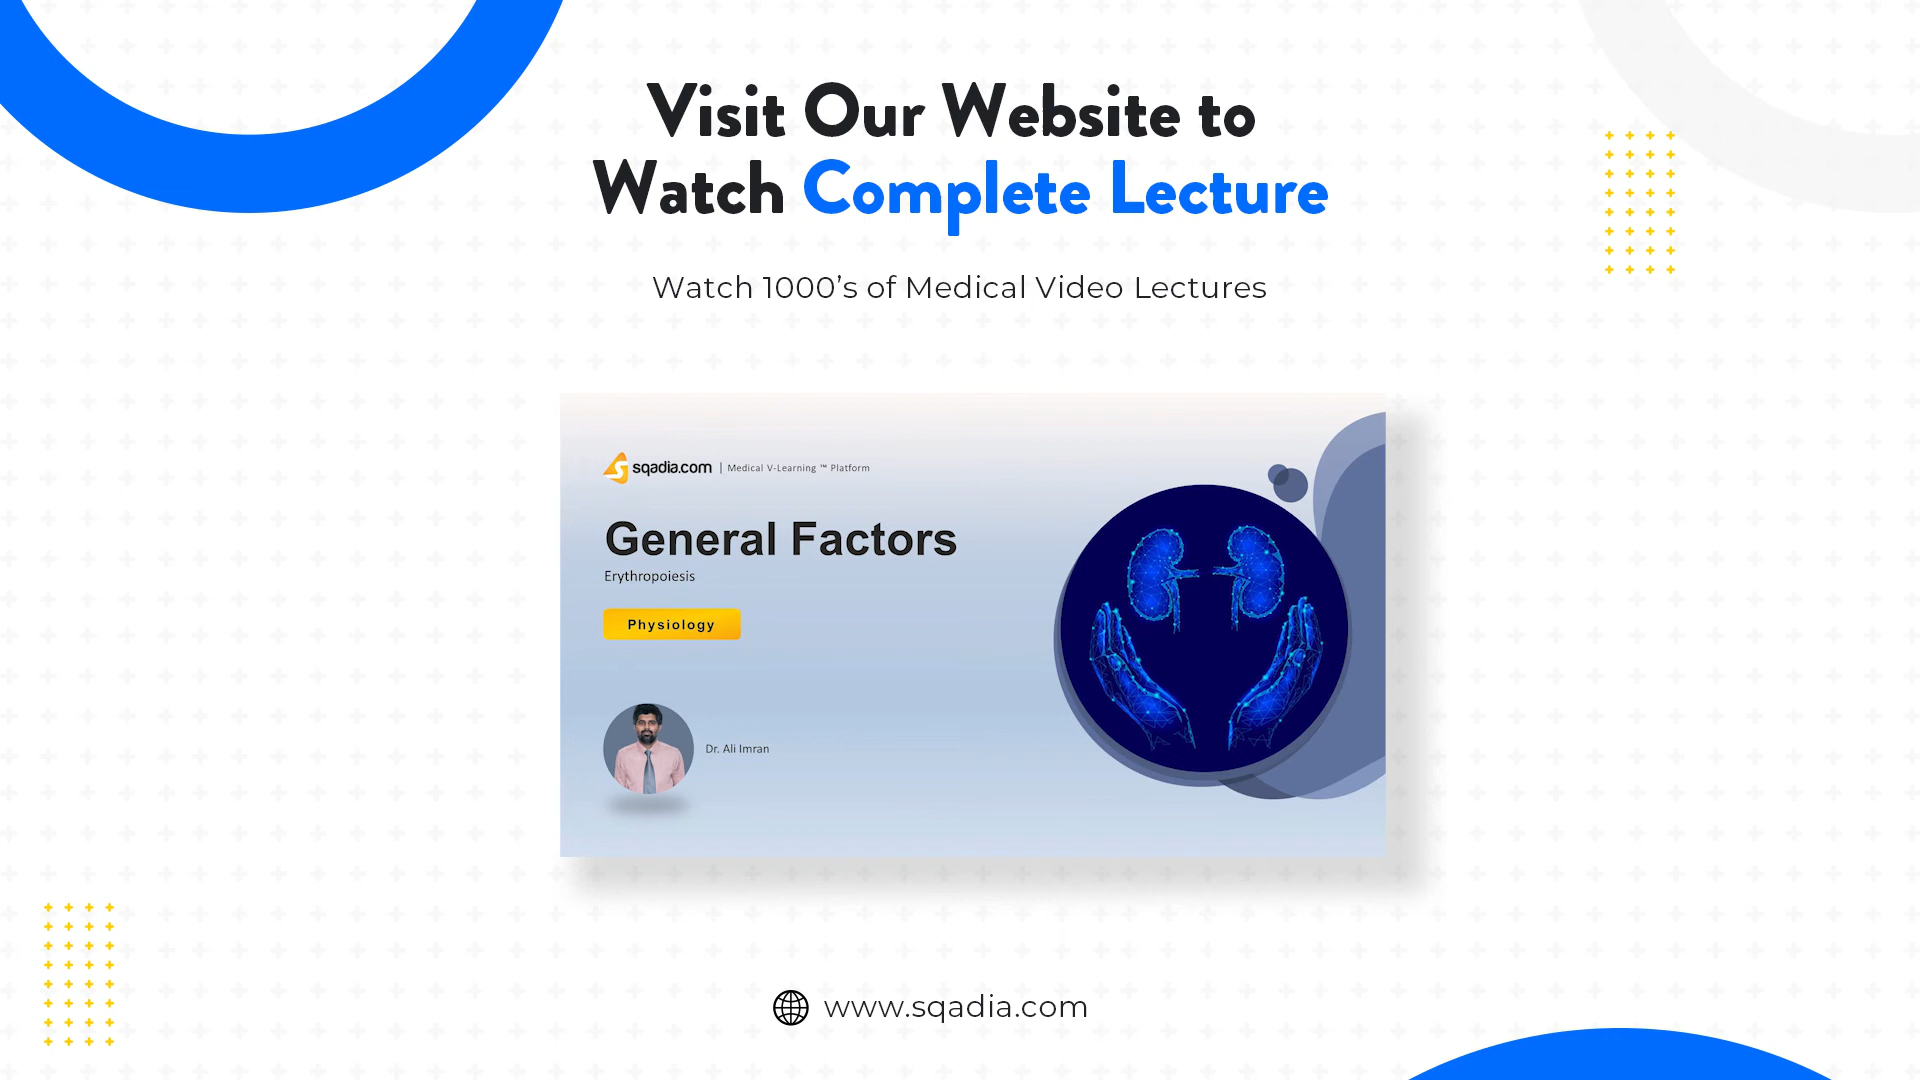 Visit Our Website to
Watch Complete Lecture
Watch 1000’s of Medical Video Lectures
sqadia.com | Medical V-Learning ™ Platform
General Factors
Erythropoiesis
Physiology
Dr. Ali Imran
www.sqadia.com